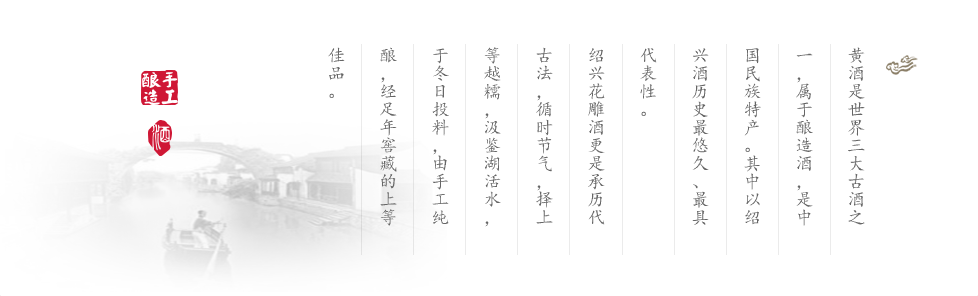 黄酒是世界三大古酒之
一，属于酿造酒，是中
国民族特产。其中以绍
兴酒历史最悠久、最具
代表性。
绍兴花雕酒更是承历代
古法，循时节气，择上
等越糯，汲鉴湖活水，
于冬日投料，由手工纯
酿，经足年窖藏的上等
佳品。
手工
酿造
酒